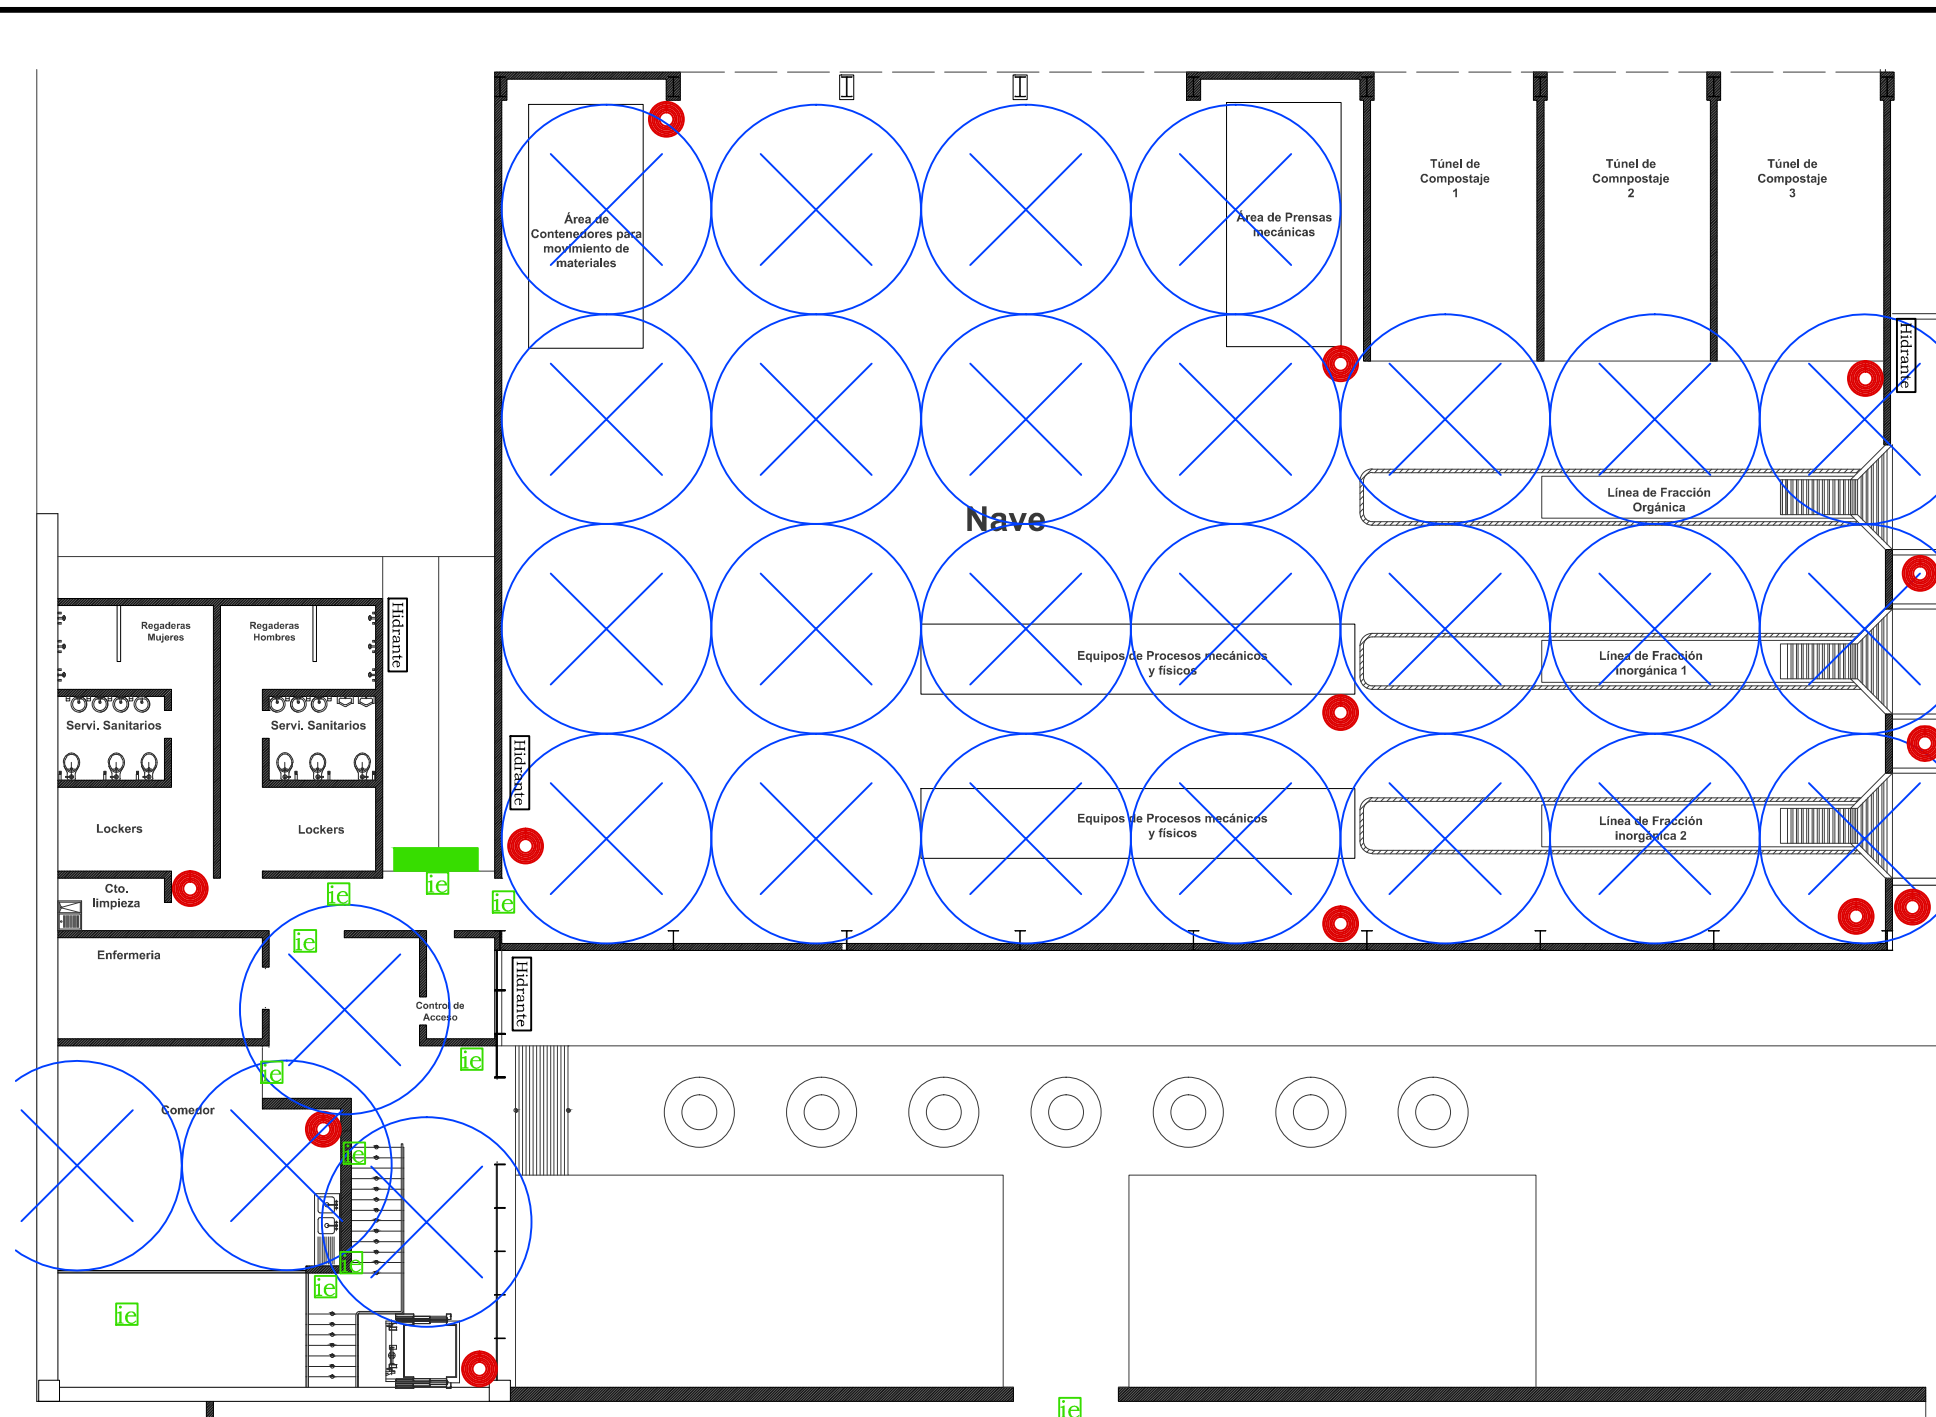 Túnel de
Compostaje
1
Túnel de
Comnpostaje
2
Túnel de
Compostaje
3
Área de
Contenedores para
movimiento de
materiales
Área de Prensas
mecánicas
Hidrante
Línea de Fracción
Orgánica
Nave
Regaderas
Mujeres
Regaderas
Hombres
Hidrante
Equipos de Procesos mecánicos
y físicos
Línea de Fracción
inorgánica 1
Servi. Sanitarios
Servi. Sanitarios
Hidrante
Equipos de Procesos mecánicos
y físicos
Línea de Fracción
inorgánica 2
Lockers
Lockers
Cto.
limpieza
ie
ie
ie
ie
Enfermeria
Hidrante
Control de
Acceso
ie
ie
Comedor
ie
ie
ie
ie
ie